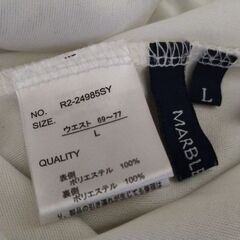 NO. R2-24985SY
SIZE.
ウエスト 69~77
L
QUALITY
表側
ポリエステル 100%
裏側
ポリエステル 100%
MARBLE
L